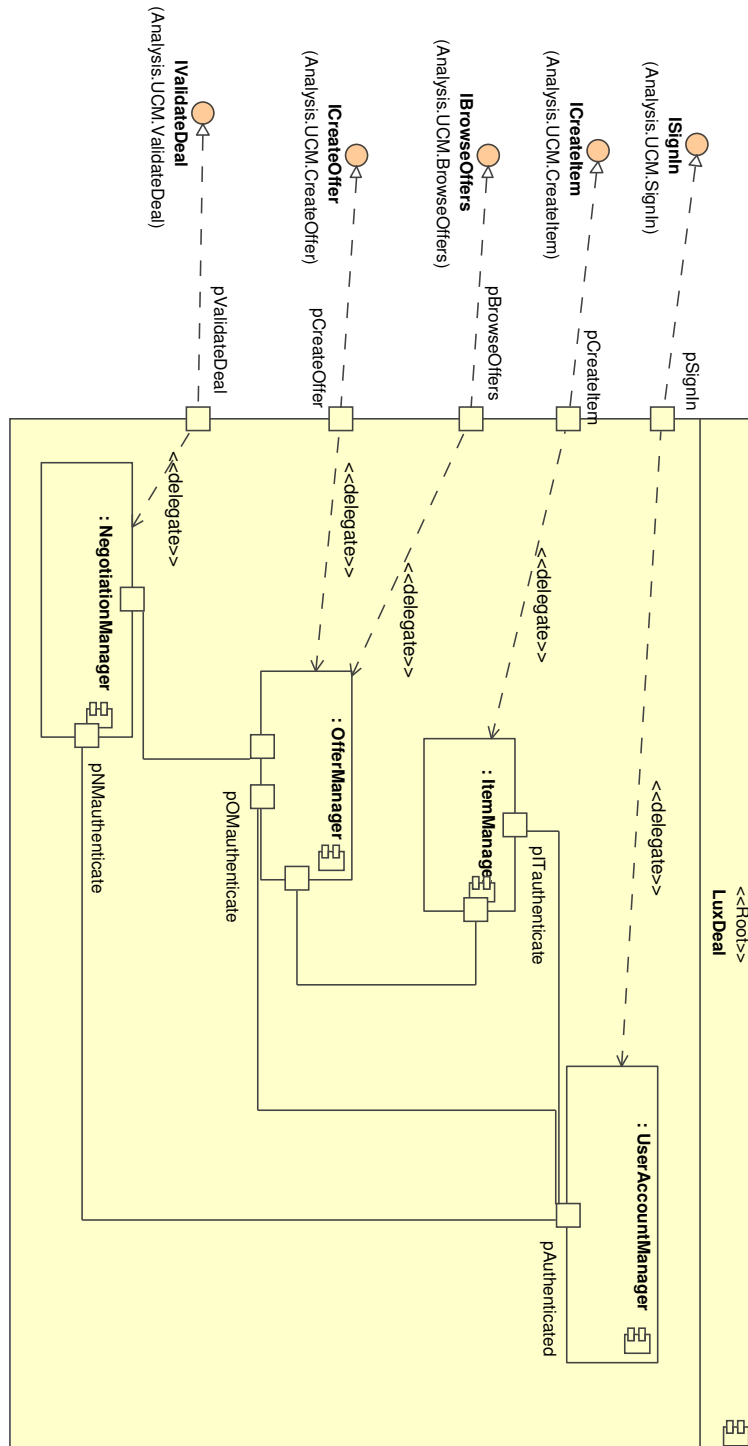 <<Root>>
LuxDeal
ISignIn
(Analysis.UCM.SignIn)
pSignIn
<<delegate>>
: UserAccountManager
pAuthenticated
ICreateItem
(Analysis.UCM.CreateItem)
pCreateItem
<<delegate>>
: ItemManage
pITauthenticate
IBrowseOffers
(Analysis.UCM.BrowseOffers)
pBrowseOffers
<<delegate>>
ICreateOffer
(Analysis.UCM.CreateOffer)
pCreateOffer
<<delegate>>
: OfferManager
pOMauthenticate
IValidateDeal
(Analysis.UCM.ValidateDeal)
pValidateDeal
<<delegate>>
: NegotiationManager
pNMauthenticate